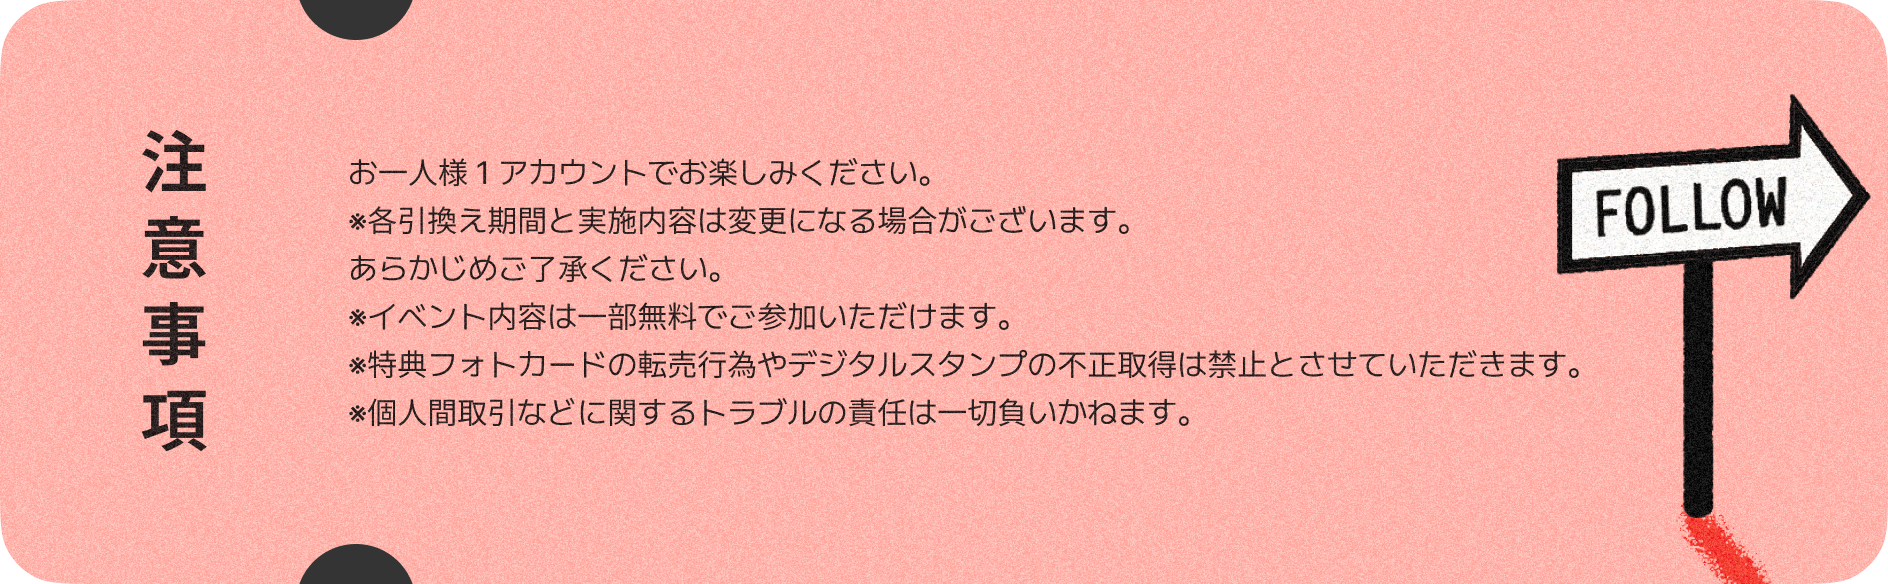 注意事項
お一人様1アカウントでお楽しみください。
※各引換え期間と実施内容は変更になる場合がございます。
あらかじめご了承ください。
※イベント内容は一部無料でご参加いただけます。
※特典フォトカードの転売行為やデジタルスタンプの不正取得は禁止とさせていただきます。
※個人間取引などに関するトラブルの責任は一切負いかねます。
FOLLOW